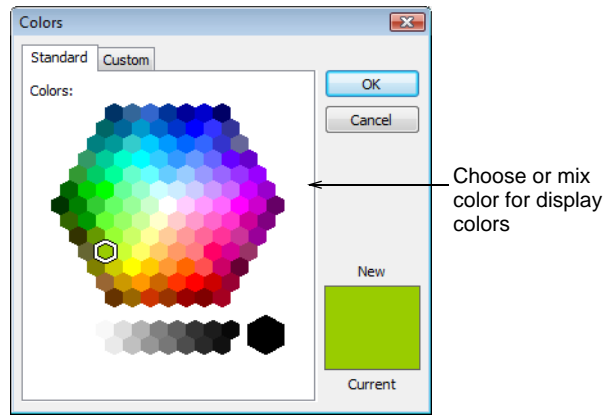 Colors
Standard
Custom
Colors:
OK
Cancel
Choose or mix
color for display
colors
New
Current